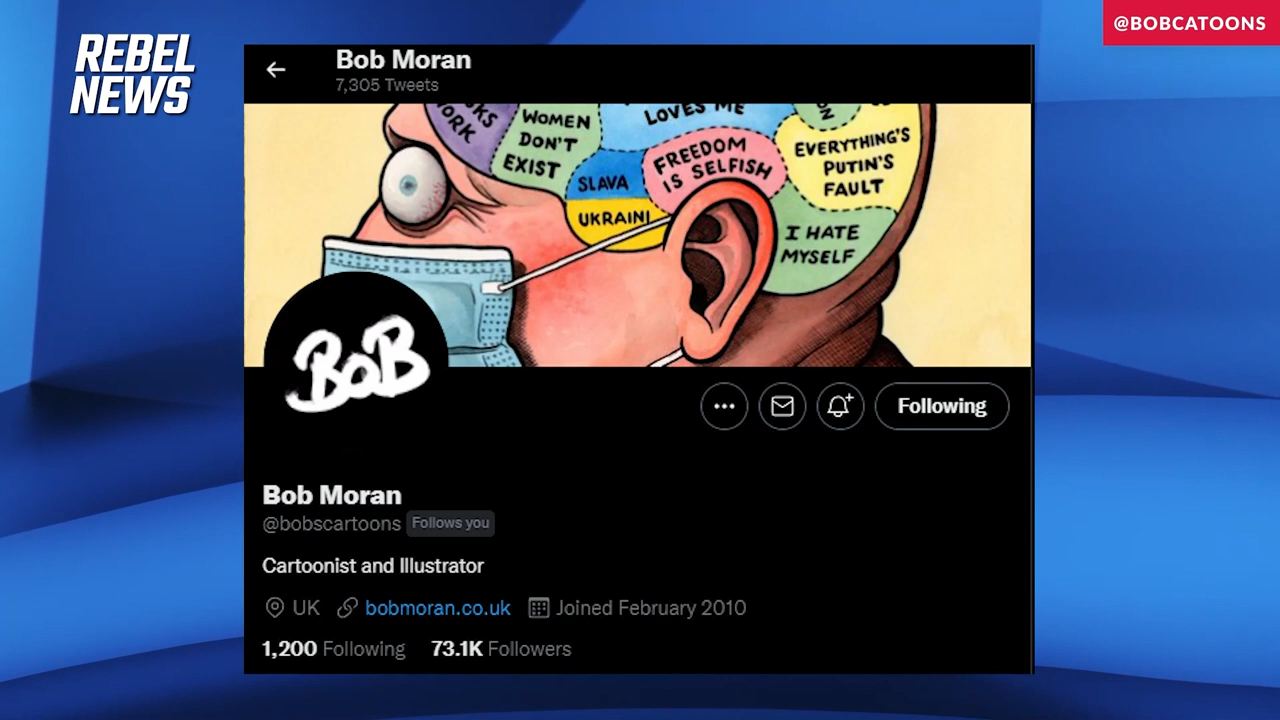 @BOBCATOONS
REBEL
NEWS
Bob Moran
7,305 Tweets
WOMEN
DON'T
EXIST
LOVES ME
FREEDOM
IS SELFISH
EVERYTHING'S
PUTIN'S
FAULT
SLAVA
UKRAINI
I HATE
MYSELF
BOB
Following
Bob Moran
@bobscartoons Follows you
Cartoonist and Illustrator
UK bobmoran.co.uk Joined February 2010
1,200 Following 73.1K Followers